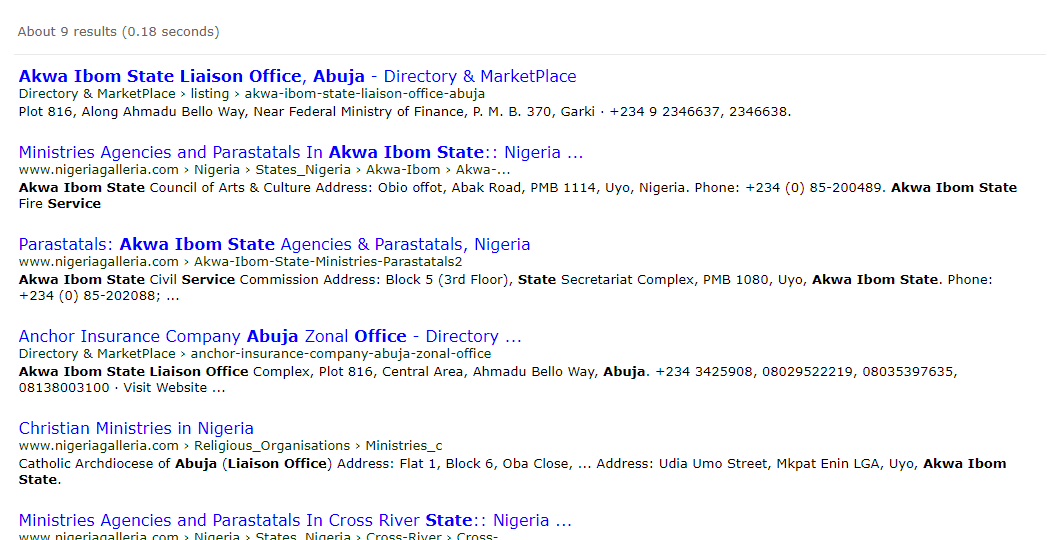 About 9 results (0.18 seconds)
Akwa Ibom State Liaison Office, Abuja - Directory & MarketPlace
Directory & MarketPlace › listing › akwa-ibom-state-liaison-office-abuja
Plot 816, Along Ahmadu Bello Way, Near Federal Ministry of Finance, P. M. B. 370, Garki · +234 9 2346637, 2346638.
Ministries Agencies and Parastatals In Akwa Ibom State:: Nigeria ...
www.nigeriagalleria.com › Nigeria › States_Nigeria › Akwa-Ibom › Akwa-...
Akwa Ibom State Council of Arts & Culture Address: Obio offot, Abak Road, PMB 1114, Uyo, Nigeria. Phone: +234 (0) 85-200489. Akwa Ibom State
Fire Service
Parastatals: Akwa Ibom State Agencies & Parastatals, Nigeria
www.nigeriagalleria.com › Akwa-Ibom-State-Ministries-Parastatals2
Akwa Ibom State Civil Service Commission Address: Block 5 (3rd Floor), State Secretariat Complex, PMB 1080, Uyo, Akwa Ibom State. Phone:
+234 (0) 85-202088; ...
Anchor Insurance Company Abuja Zonal Office - Directory ...
Directory & MarketPlace › anchor-insurance-company-abuja-zonal-office
Akwa Ibom State Liaison Office Complex, Plot 816, Central Area, Ahmadu Bello Way, Abuja. +234 3425908, 08029522219, 08035397635,
08138003100 · Visit Website ...
Christian Ministries in Nigeria
www.nigeriagalleria.com › Religious_Organisations › Ministries_c
Catholic Archdiocese of Abuja (Liaison Office) Address: Flat 1, Block 6, Oba Close, ... Address: Udia Umo Street, Mkpat Enin LGA, Uyo, Akwa Ibom
State.
Ministries Agencies and Parastatals In Cross River State:: Nigeria ...
www.nigeriagalleria.com › Nigeria › States_Nigeria › Cross-River › Cross-